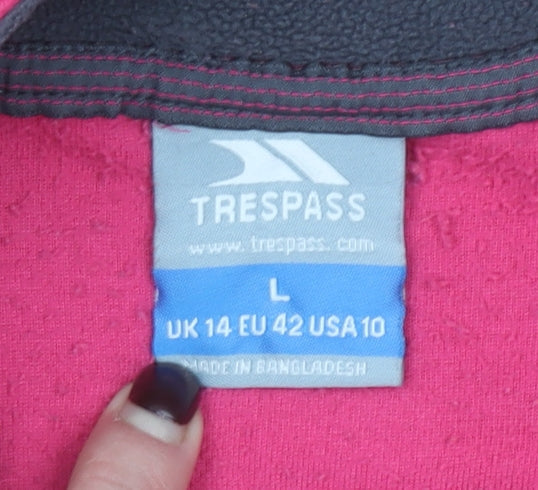 TRESPASS
www.trespass.com
L
UK 14 EU 42 USA 10
MADE IN BANGLADESH